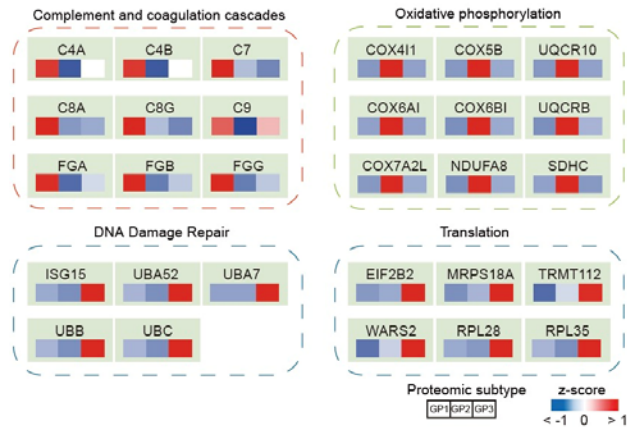 Complement and coagulation cascades
C4A C4B C7
C8A C8G C9
FGA FGB FGG
Oxidative phosphorylation
COX4I1 COX5B UQCR10
COX6AI COX6BI UQCRB
COX7A2L NDUFA8 SDHC
DNA Damage Repair
ISG15 UBA52 UBA7
UBB UBC
Translation
EIF2B2 MRPS18A TRMT112
WARS2 RPL28 RPL35
Proteomic subtype
GP1 GP2 GP3
z-score
< -1 0 > 1